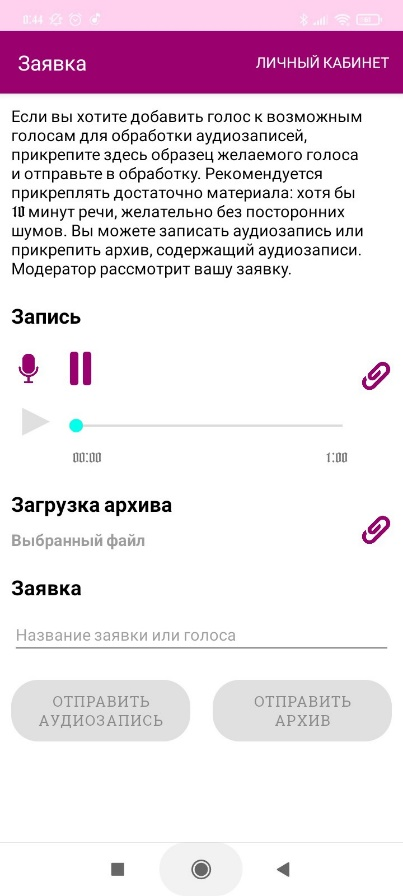 0:44
Заявка
ЛИЧНЫЙ КАБИНЕТ
Если вы хотите добавить голос к возможным
голосам для обработки аудиозаписей,
прикрепите здесь образец желаемого голоса
и отправьте в обработку. Рекомендуется
прикреплять достаточно материала: хотя бы
10 минут речи, желательно без посторонних
шумов. Вы можете записать аудиозапись или
прикрепить архив, содержащий аудиозаписи.
Модератор рассмотрит вашу заявку.
Запись
00:00
1:00
Загрузка архива
Выбранный файл
Заявка
Название заявки или голоса
ОТПРАВИТЬ
АУДИОЗАПИСЬ
ОТПРАВИТЬ
АРХИВ